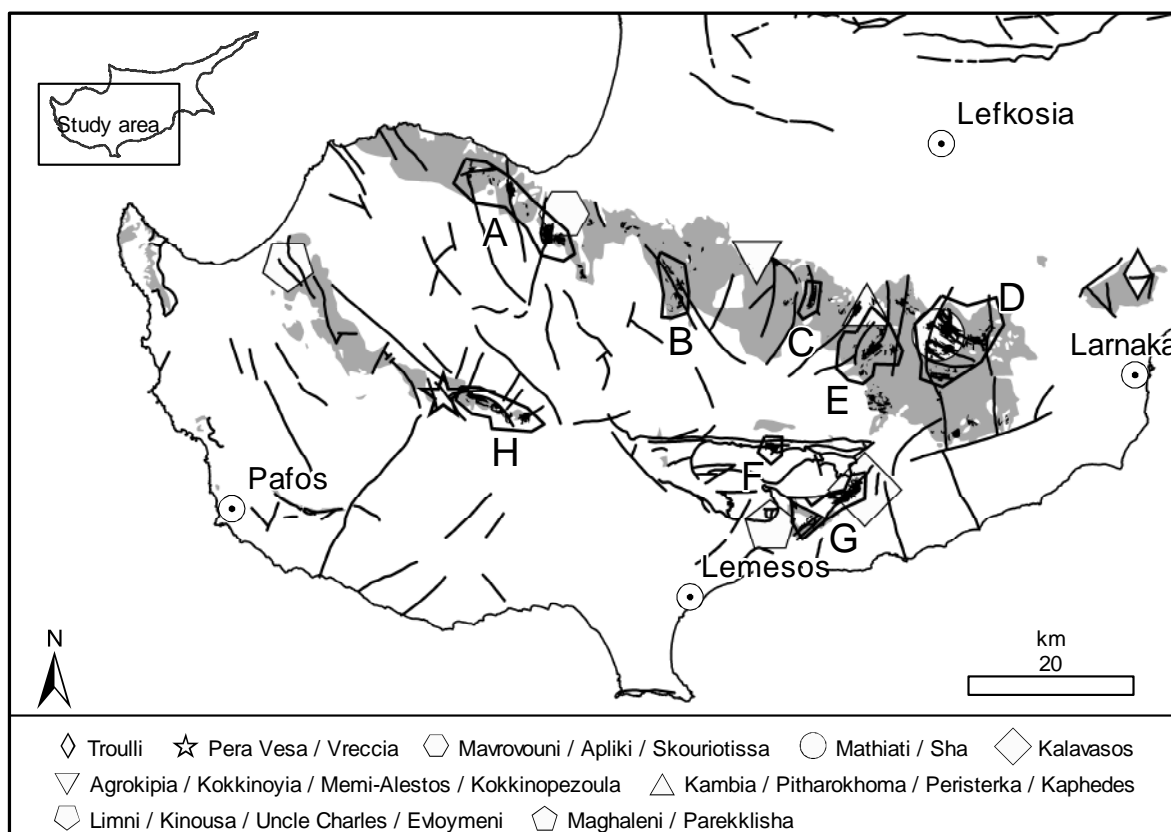 Study area
Lefkosia
A
B
C
D
Larnaka
E
H
F
Pafos
G
Lemesos
N
km
20
Troulli Pera Vesa / Vreccia Mavrovouni / Apliki / Skouriotissa Mathiati / Sha Kalavasos
Agrokipia / Kokkinoyia / Memi-Alestos / Kokkinopezoula Kambia / Pitharokhoma / Peristerka / Kaphedes
Limni / Kinousa / Uncle Charles / Evloymeni Maghaleni / Parekklisha